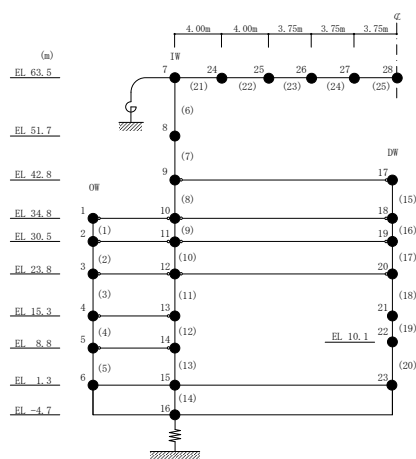 ℄
4.00m 4.00m 3.75m 3.75m 3.75m
(m)
IW
7 24 25 26 27 28
EL 63.5
(21) (22) (23) (24) (25)
(6)
EL 51.7
8
(7)
DW
EL 42.8
9 17
OW
(8) (15)
EL 34.8
1 10 18
(1) (9) (16)
EL 30.5
2 11 19
(2) (10) (17)
EL 23.8
3 12 20
(3) (11) (18)
EL 15.3
4 13 21
(4) (12) (19)
EL 10.1
22
EL 8.8
5 14
(5) (13) (20)
EL 1.3
6 15 23
(14)
EL -4.7
16